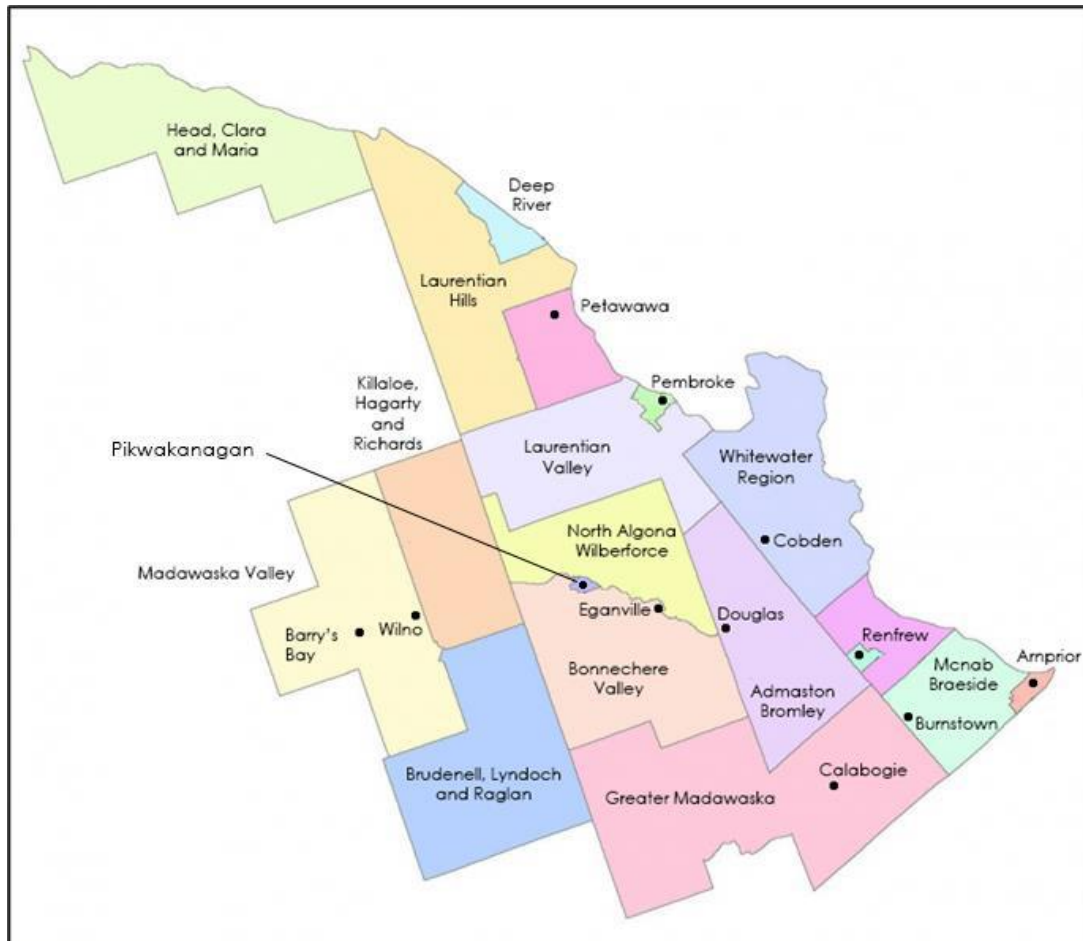 Head, Clara
and Maria
Deep
River
Laurentian
Hills
Petawawa
Killaloe,
Hagarty
and
Richards
Pembroke
Pikwakanagan
Laurentian
Valley
Whitewater
Region
North Algona
Wilberforce
Cobden
Madawaska Valley
Eganville
Douglas
Barry's
Bay
Wilno
Renfrew
Bonnechere
Valley
Mcnab
Braeside
Arnprior
Admaston
Bromley
Burnstown
Brudenell, Lyndoch
and Raglan
Greater Madawaska
Calabogie